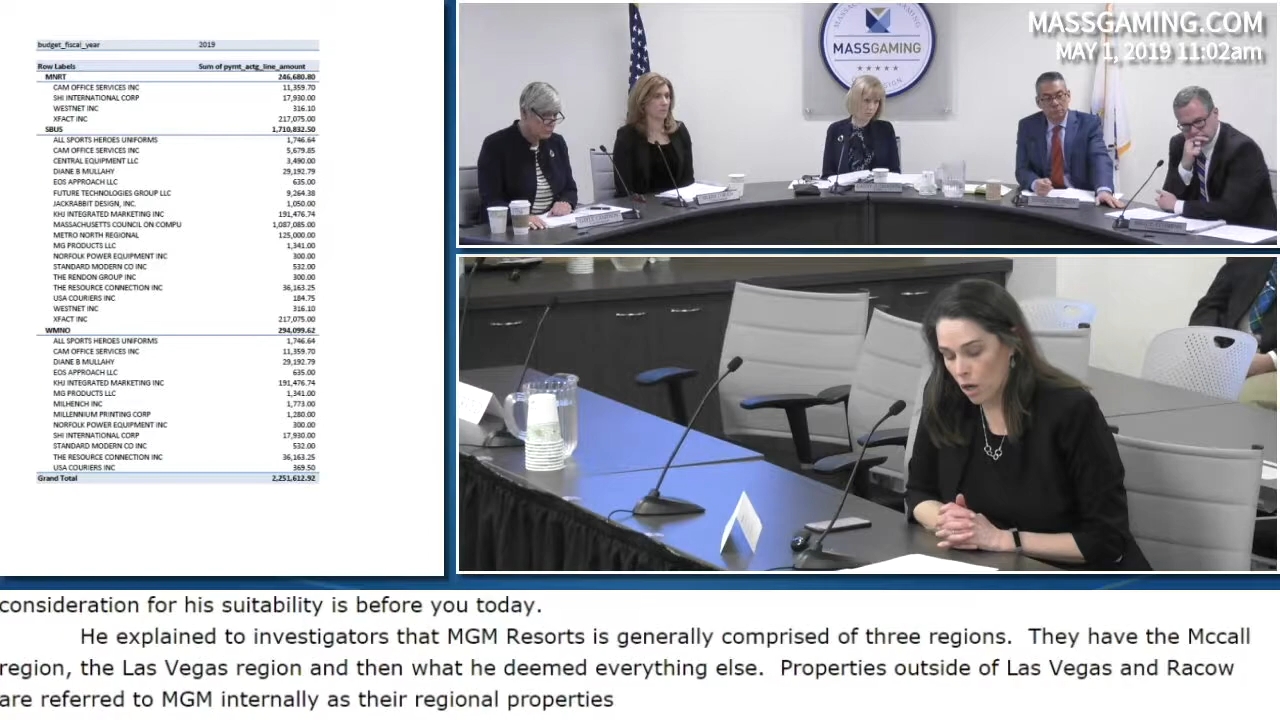 budget_fiscal_year 2019
Row Labels Sum of pymt_actg_line_amount
MNRT 246,680.80
CAM OFFICE SERVICES INC 11,359.70
SHI INTERNATIONAL CORP 17,930.00
WESTNET INC 316.10
XFACT INC 217,075.00
SBUS 1,710,832.50
ALL SPORTS HEROES UNIFORMS 1,746.64
CAM OFFICE SERVICES INC 5,679.85
CENTRAL EQUIPMENT LLC 3,490.00
DIANE B MULLAHY 29,192.79
EOS APPROACH LLC 635.00
FUTURE TECHNOLOGIES GROUP LLC 9,264.38
JACKRABBIT DESIGN, INC. 1,050.00
KHJ INTEGRATED MARKETING INC 191,476.74
MASSACHUSETTS COUNCIL ON COMPU 1,087,085.00
METRO NORTH REGIONAL 125,000.00
MG PRODUCTS LLC 1,341.00
NORFOLK POWER EQUIPMENT INC 300.00
STANDARD MODERN CO INC 532.00
THE RENDON GROUP INC 300.00
THE RESOURCE CONNECTION INC 36,163.25
USA COURIERS INC 184.75
WESTNET INC 316.10
XFACT INC 217,075.00
WMNO 294,099.62
ALL SPORTS HEROES UNIFORMS 1,746.64
CAM OFFICE SERVICES INC 11,359.70
DIANE B MULLAHY 29,192.79
EOS APPROACH LLC 635.00
KHJ INTEGRATED MARKETING INC 191,476.74
MG PRODUCTS LLC 1,341.00
MILHENCH INC 1,773.00
MILLENNIUM PRINTING CORP 1,280.00
NORFOLK POWER EQUIPMENT INC 300.00
SHI INTERNATIONAL CORP 17,930.00
STANDARD MODERN CO INC 532.00
THE RESOURCE CONNECTION INC 36,163.25
USA COURIERS INC 369.50
Grand Total 2,251,612.92
MASSGAMING
MASSGAMING.COM
MAY 1, 2019 11:02am
consideration for his suitability is before you today.
He explained to investigators that MGM Resorts is generally comprised of three regions. They have the Mccall
region, the Las Vegas region and then what he deemed everything else. Properties outside of Las Vegas and Racow
are referred to MGM internally as their regional properties